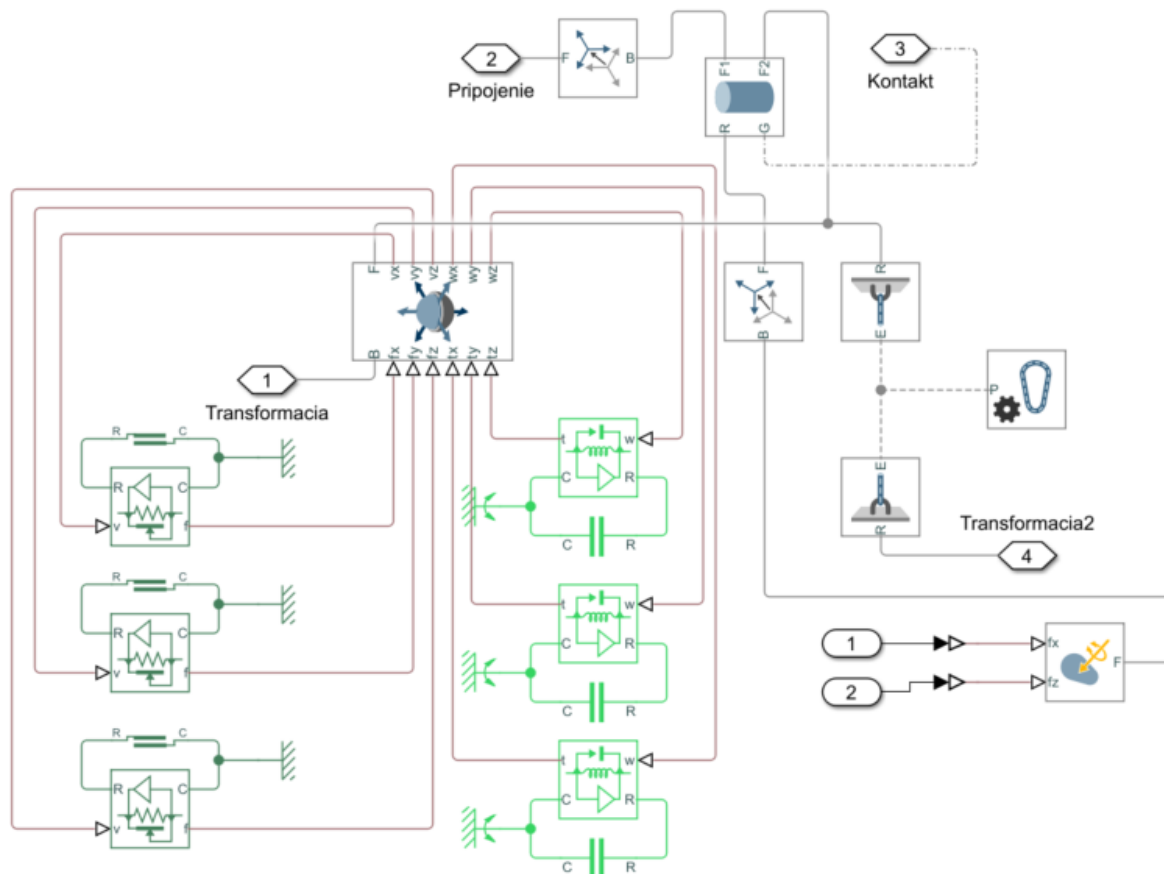 2
F
B
Pripojenie
F1
F2
R
G
3
Kontakt
F
vx
vy
vz
wx
wy
wz
B
fx
fy
fz
tx
ty
tz
1
Transformacia
F
B
R
E
P
E
R
Transformacia2
4
R
C
R
C
v
f
t
w
C
R
C
R
R
C
R
C
v
f
t
w
C
R
C
R
R
C
R
C
v
f
t
w
C
R
C
R
1
2
fx
fz
F